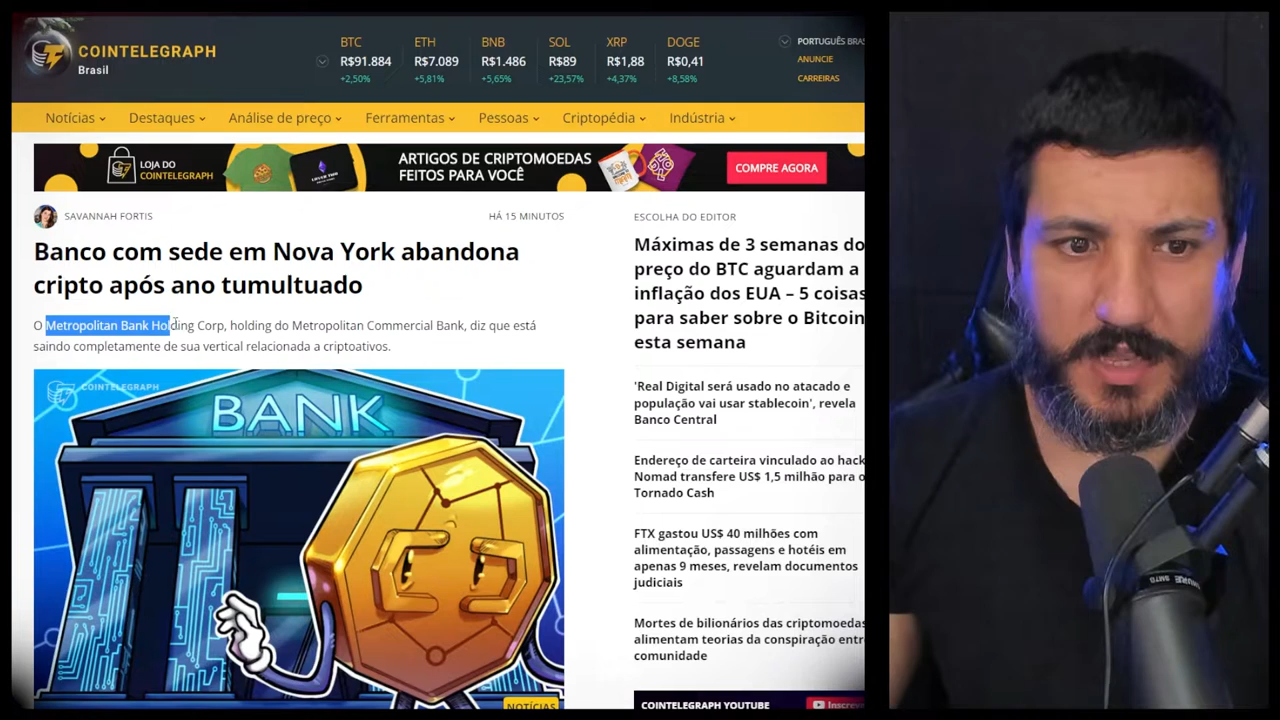 COINTELEGRAPH
Brasil
BTC ETH BNB SOL XRP DOGE
R$91.884 R$7.089 R$1.486 R$89 R$1,88 R$0,41
+2,50% +5,81% +5,65% +23,57% +4,37% +8,58%
PORTUGUÊS BRAS
ANUNCIE
CARREIRAS
Notícias Destaques Análise de preço Ferramentas Pessoas Criptopédia Indústria
LOJA DO
COINTELEGRAPH
ARTIGOS DE CRIPTOMOEDAS
FEITOS PARA VOCÊ
COMPRE AGORA
SAVANNAH FORTIS
HÁ 15 MINUTOS
Banco com sede em Nova York abandona
cripto após ano tumultuado
O Metropolitan Bank Holding Corp, holding do Metropolitan Commercial Bank, diz que está
saindo completamente de sua vertical relacionada a criptoativos.
COINTELEGRAPH
BANK
NOTÍCIAS
ESCOLHA DO EDITOR
Máximas de 3 semanas do
preço do BTC aguardam a
inflação dos EUA – 5 coisas
para saber sobre o Bitcoin
esta semana
'Real Digital será usado no atacado e
população vai usar stablecoin', revela
Banco Central
Endereço de carteira vinculado ao hack
Nomad transfere US$ 1,5 milhão para o
Tornado Cash
FTX gastou US$ 40 milhões com
alimentação, passagens e hotéis em
apenas 9 meses, revelam documentos
judiciais
Mortes de bilionários das criptomoedas
alimentam teorias da conspiração entre
comunidade
COINTELEGRAPH YOUTUBE